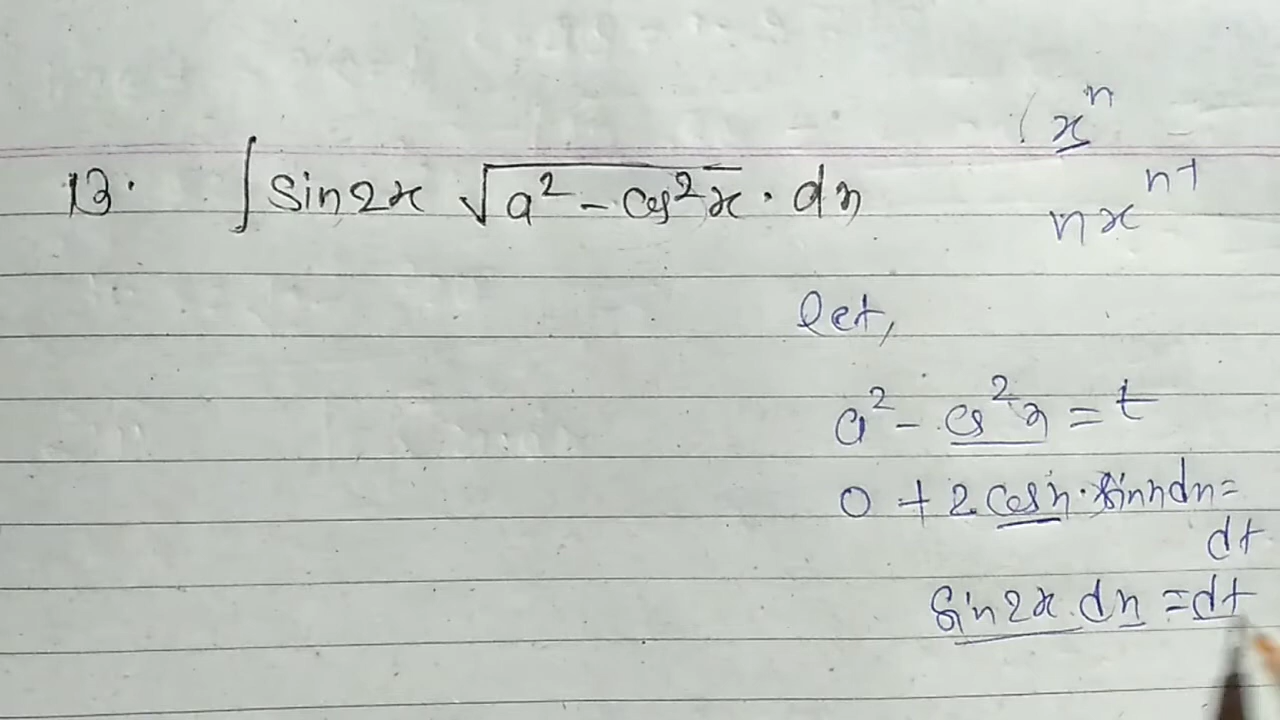 13. ∫ sin2x √(a² - cos²x) . dx
(x^n
nx^n-1
let,
a² - cos²x = t
0 + 2 cosx . sinx dx =
dt
sin2x . dx = dt